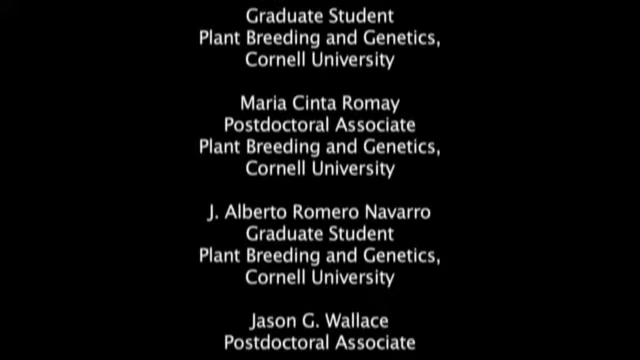 Graduate Student
Plant Breeding and Genetics,
Cornell University
Maria Cinta Romay
Postdoctoral Associate
Plant Breeding and Genetics,
Cornell University
J. Alberto Romero Navarro
Graduate Student
Plant Breeding and Genetics,
Cornell University
Jason G. Wallace
Postdoctoral Associate